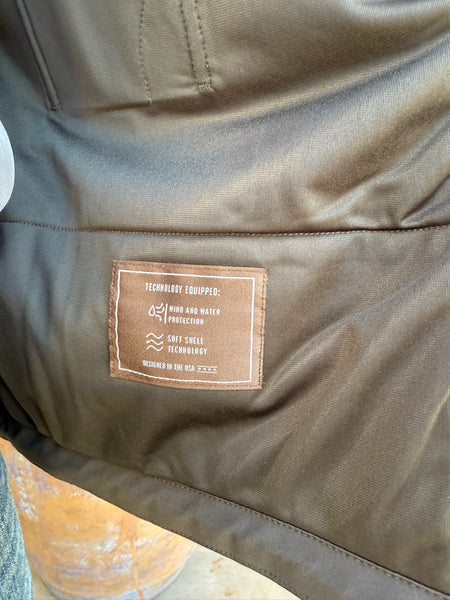 TECHNOLOGY EQUIPPED:
WIND AND WATER
PROTECTION
SOFT SHELL
TECHNOLOGY
DESIGNED IN THE USA